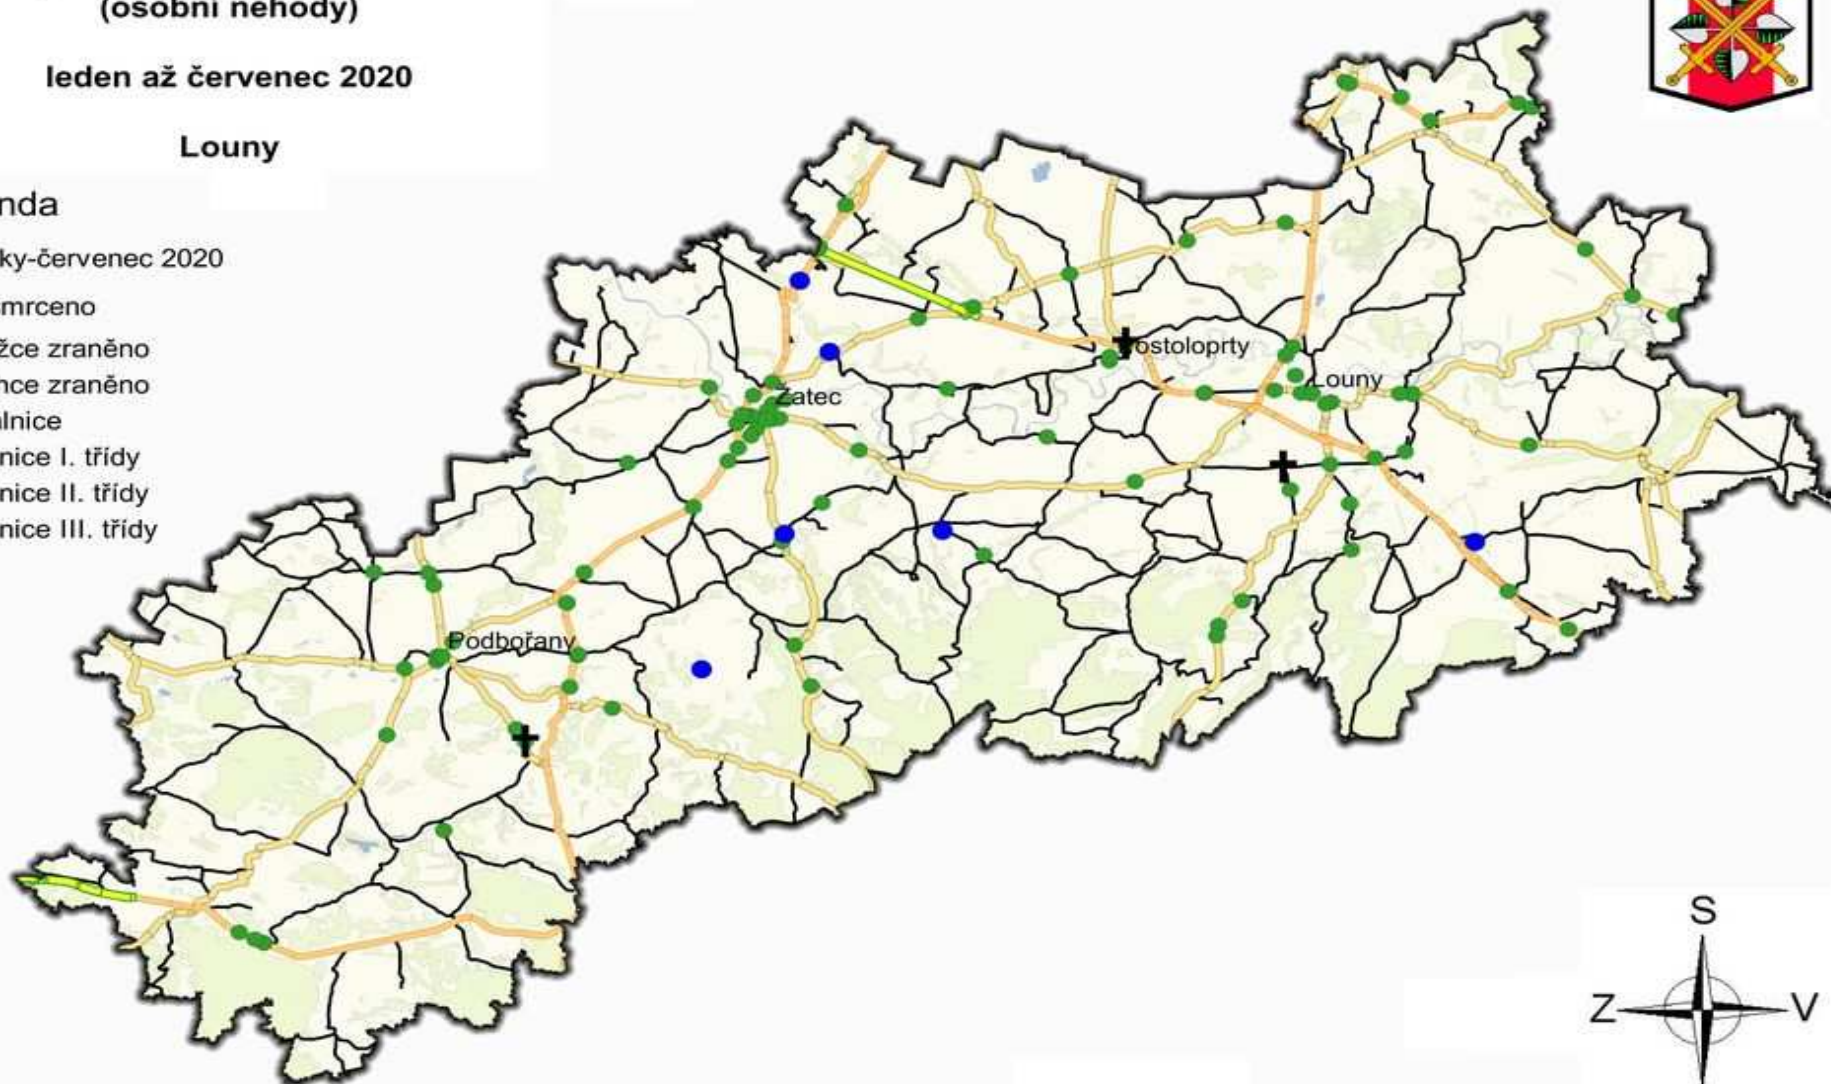 (osobní nehody)
leden až červenec 2020
Louny
nda
ky-červenec 2020
mrceno
žce zraněno
nce zraněno
lnice
nice I. třídy
nice II. třídy
nice III. třídy
ostoloprty
Louny
Žatec
Podbořany
S
Z
V